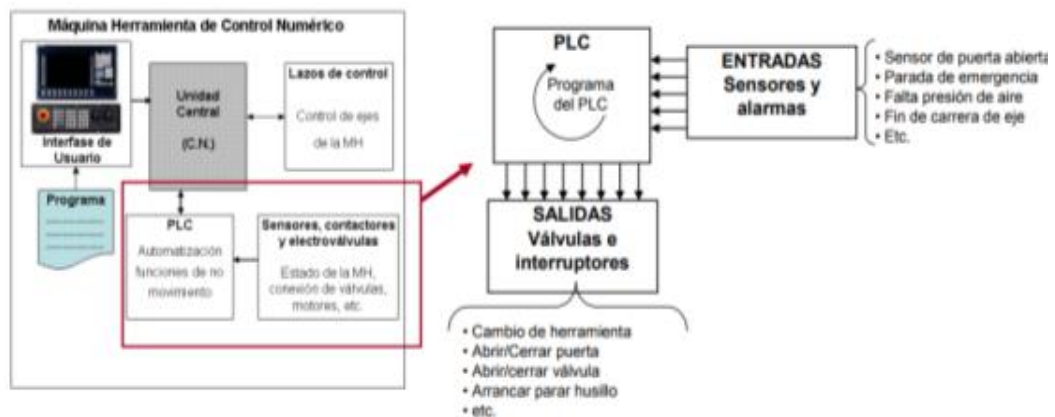 Máquina Herramienta de Control Numérico
Interfase de
Usuario
Unidad
Central
(C.N.)
Lazos de control
Control de ejes
de la MH
Programa
PLC
Automatización
funciones de no
movimiento
Sensores, contactores
y electroválvulas
Estado de la MH,
conexión de válvulas,
motores, etc.
PLC
Programa
del PLC
ENTRADAS
Sensores y
alarmas
• Sensor de puerta abierta
• Parada de emergencia
• Falta presión de aire
• Fin de carrera de eje
• Etc.
SALIDAS
Válvulas e
interruptores
• Cambio de herramienta
• Abrir/Cerrar puerta
• Abrir/cerrar válvula
• Arrancar parar husillo
• etc.